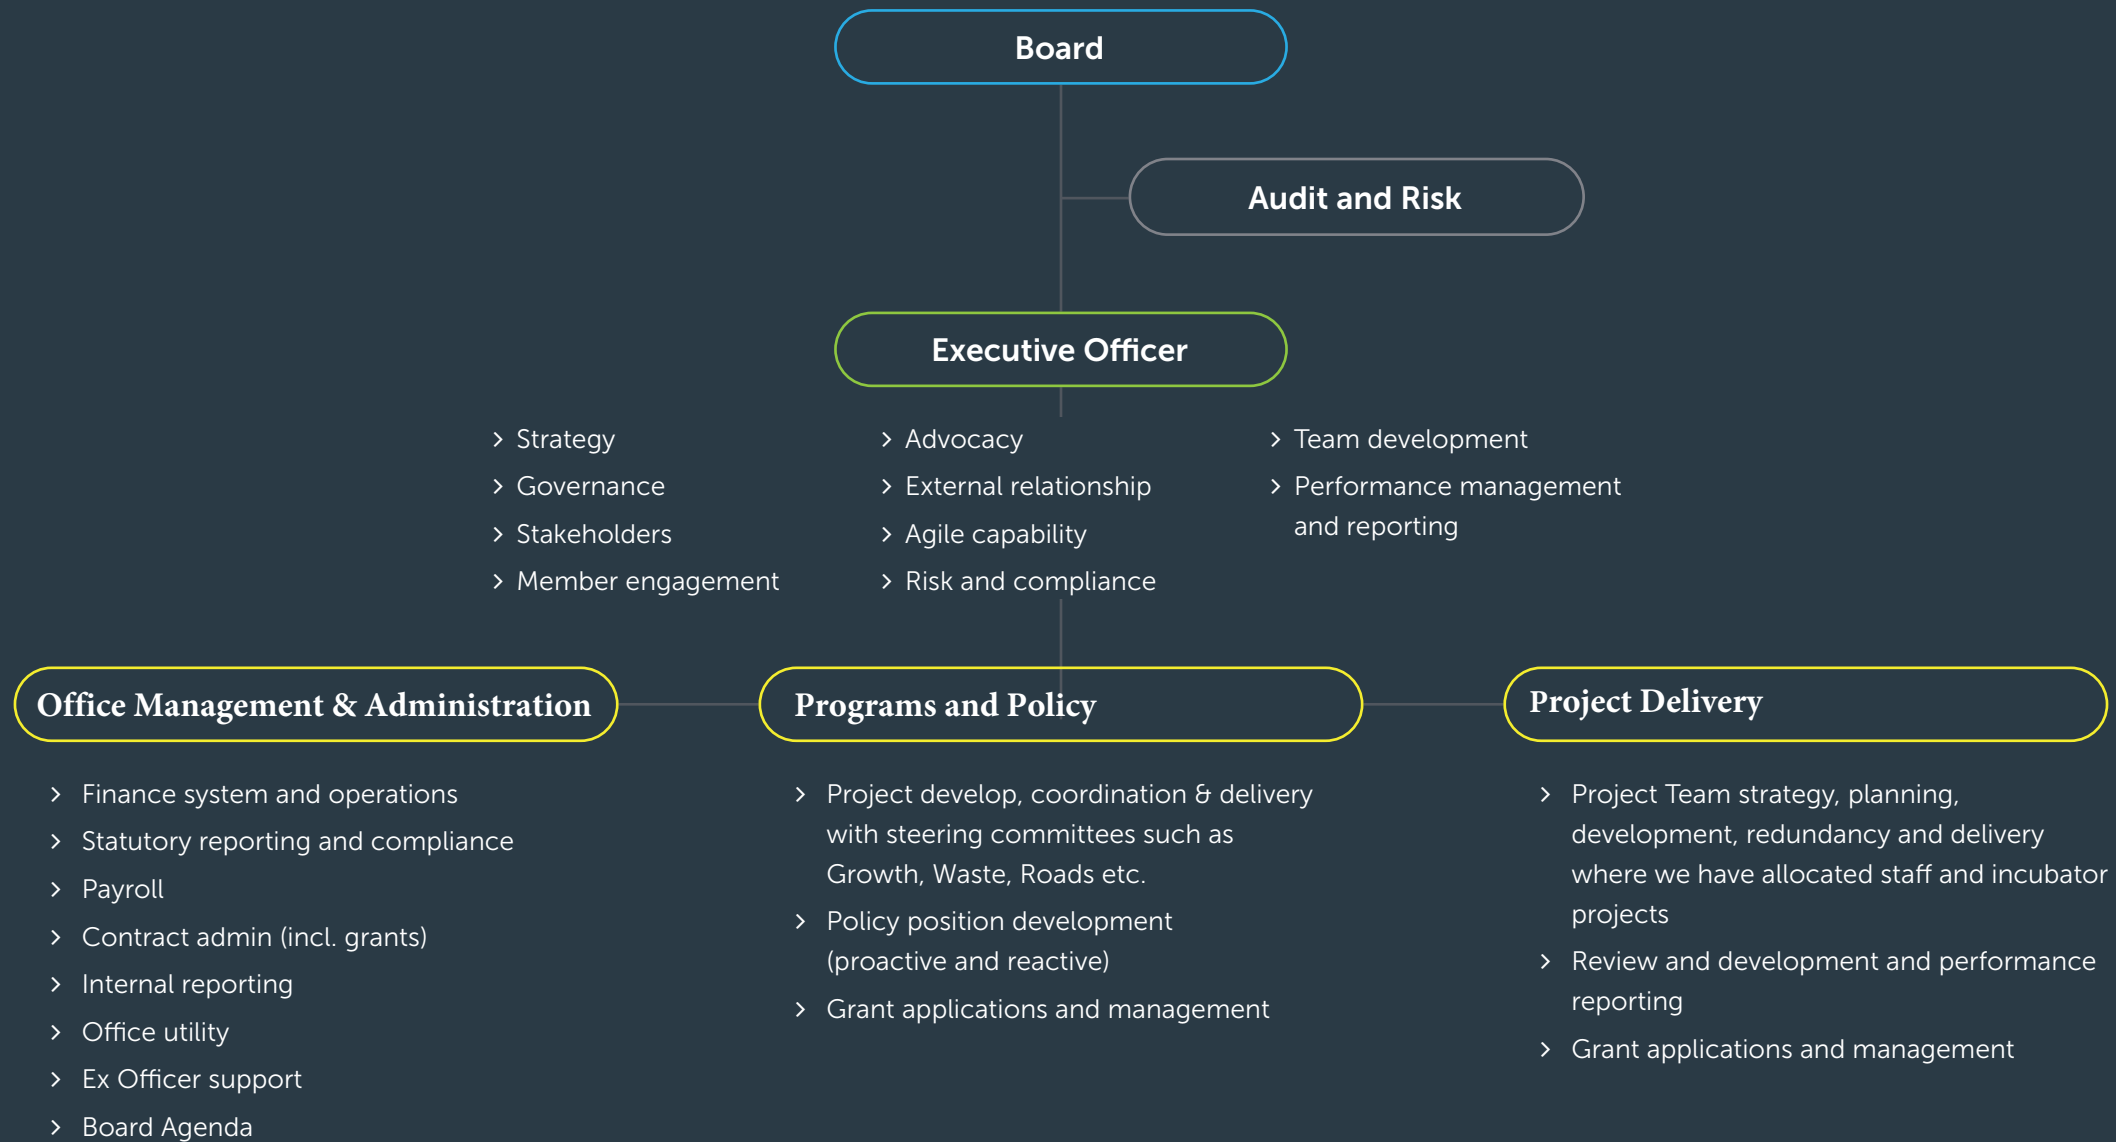 Board
Audit and Risk
Executive Officer
Strategy
Governance
Stakeholders
Member engagement
Advocacy
External relationship
Agile capability
Risk and compliance
Team development
Performance management
and reporting
Office Management & Administration
Finance system and operations
Statutory reporting and compliance
Payroll
Contract admin (incl. grants)
Internal reporting
Office utility
Ex Officer support
Board Agenda
Programs and Policy
Project develop, coordination & delivery
with steering committees such as
Growth, Waste, Roads etc.
Policy position development
(proactive and reactive)
Grant applications and management
Project Delivery
Project Team strategy, planning,
development, redundancy and delivery
where we have allocated staff and incubator
projects
Review and development and performance
reporting
Grant applications and management